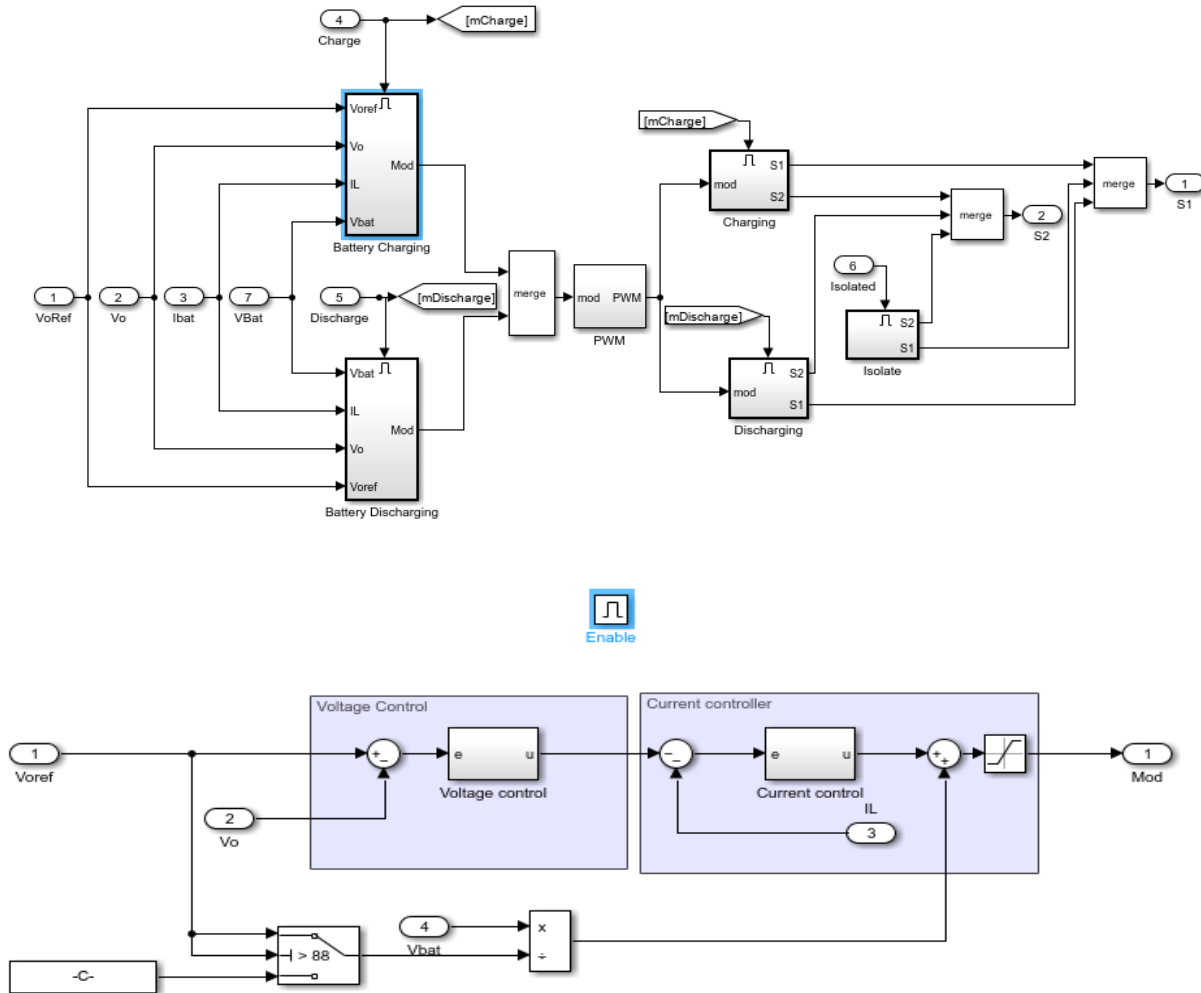 4
[mCharge]
Charge
Voref
Vo
Mod
IL
Vbat
Battery Charging
[mCharge]
mod
S1
S2
Charging
merge
1
S1
merge
2
S2
6
Isolated
S2
S1
Isolate
1
VoRef
2
Vo
3
Ibat
7
VBat
5
Discharge
[mDischarge]
merge
mod
PWM
PWM
[mDischarge]
mod
S2
S1
Discharging
Vbat
IL
Mod
Vo
Voref
Battery Discharging
Enable
Voltage Control
Current controller
1
Voref
+
−
e
u
Voltage control
−
−
e
u
Current control
+
+
1
Mod
2
Vo
IL
3
> 88
4
Vbat
x
÷
-C-